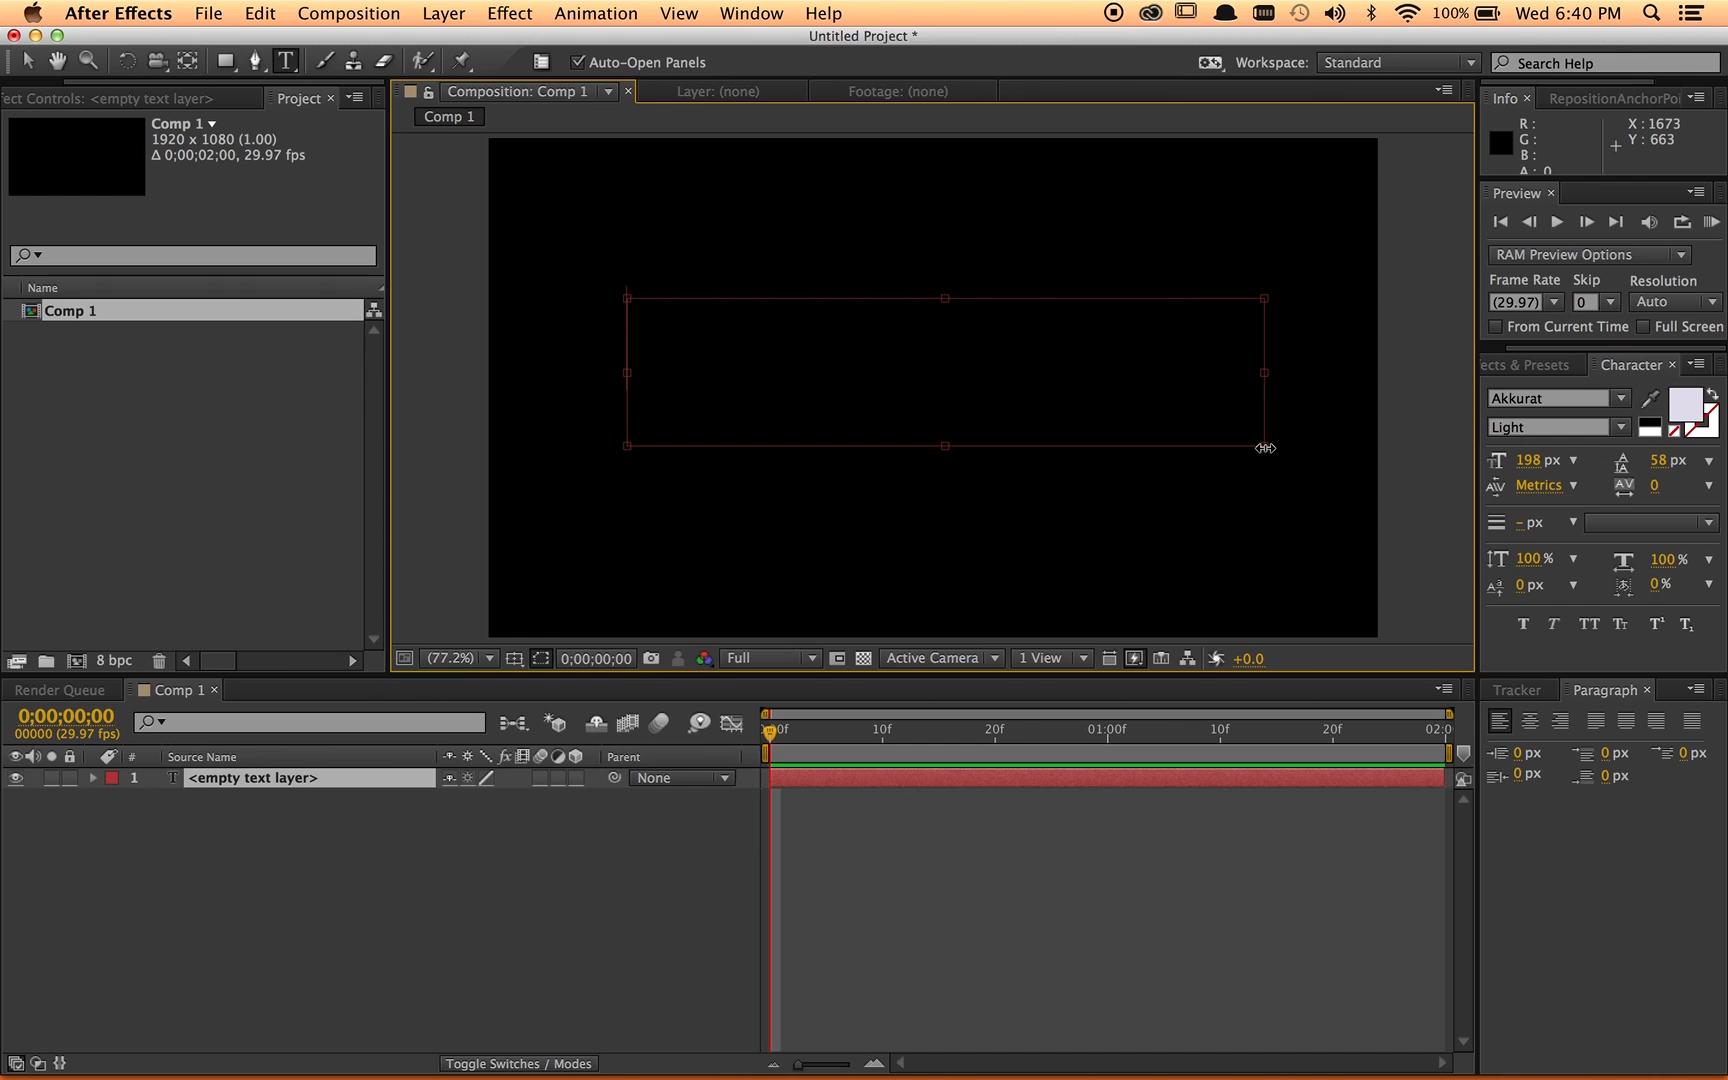 After Effects File Edit Composition Layer Effect Animation View Window Help 100% Wed 6:40 PM
Untitled Project *
T Auto-Open Panels Workspace: Standard Search Help
ect Controls: <empty text layer> Project × Composition: Comp 1 × Layer: (none) Footage: (none) Info × RepositionAnchorPoi
Comp 1
1920 x 1080 (1.00)
Δ 0;00;02;00, 29.97 fps
Comp 1
R : X : 1673
G : Y : 663
B :
A : 0
Preview ×
RAM Preview Options
Frame Rate Skip Resolution
(29.97) 0 Auto
From Current Time Full Screen
Name
Comp 1
ects & Presets Character ×
Akkurat
Light
198 px 58 px
Metrics 0
- px
100 % 100 %
0 px 0 %
T T TT Tt T¹ T₁
8 bpc (77.2%) 0;00;00;00 Full Active Camera 1 View +0.0
Render Queue Comp 1 × Tracker Paragraph ×
0;00;00;00
00000 (29.97 fps)
:00f 10f 20f 01:00f 10f 20f 02:0
# Source Name fx Parent
1 T <empty text layer> None
0 px 0 px 0 px
0 px 0 px
Toggle Switches / Modes